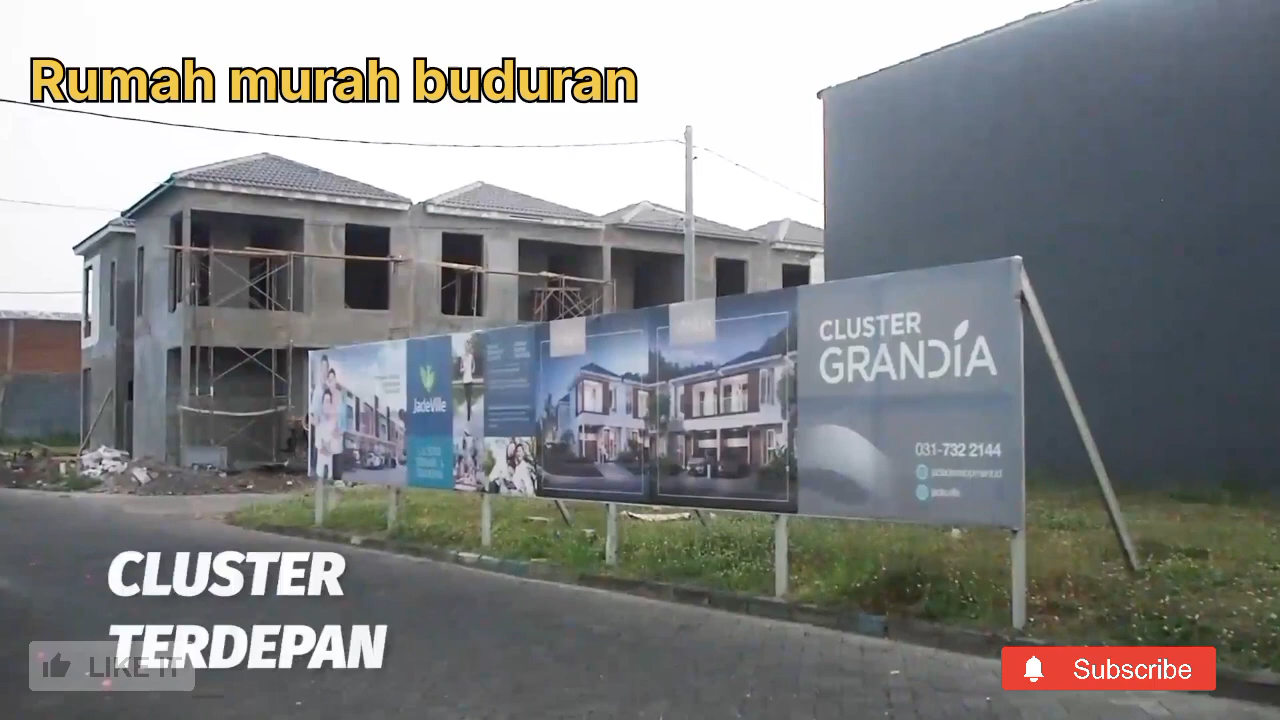 Rumah murah buduran
CLUSTER
GRANDIA
JadeVille
031-732 2144
CLUSTER
TERDEPAN
LIKE IT
Subscribe